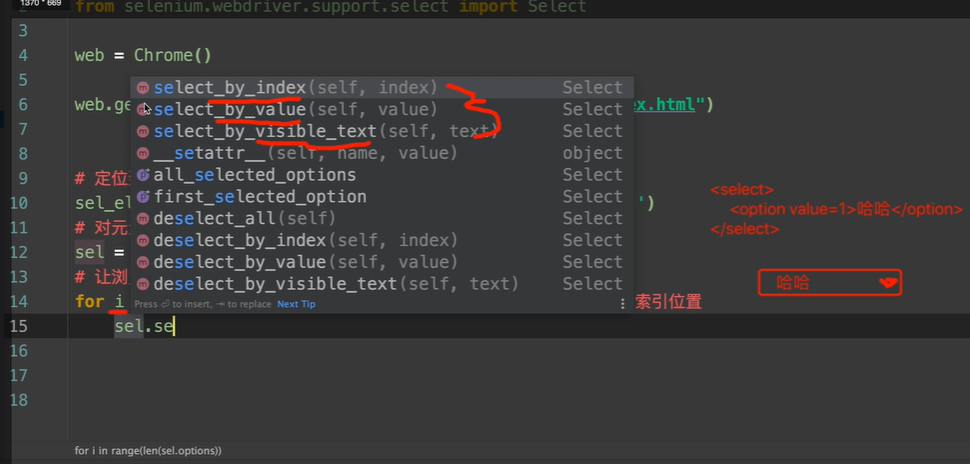 1370 * 669
from selenium.webdriver.support.select import Select
3
4 web = Chrome()
5
select_by_index(self, index) Select
6 web.ge ex.html")
select_by_value(self, value) Select
7
select_by_visible_text(self, text) Select
8
__setattr__(self, name, value) object
9 # 定位
all_selected_options Select
<select>
10 sel_el ')
first_selected_option Select
<option value=1>哈哈</option>
11 # 对元
deselect_all(self) Select
</select>
12 sel =
deselect_by_index(self, index) Select
13 # 让浏
deselect_by_value(self, value) Select
deselect_by_visible_text(self, text) Select
哈哈
14 for i 索引位置
Press ⏎ to insert, ⇥ to replace Next Tip
15 sel.se
16
17
18
for i in range(len(sel.options))